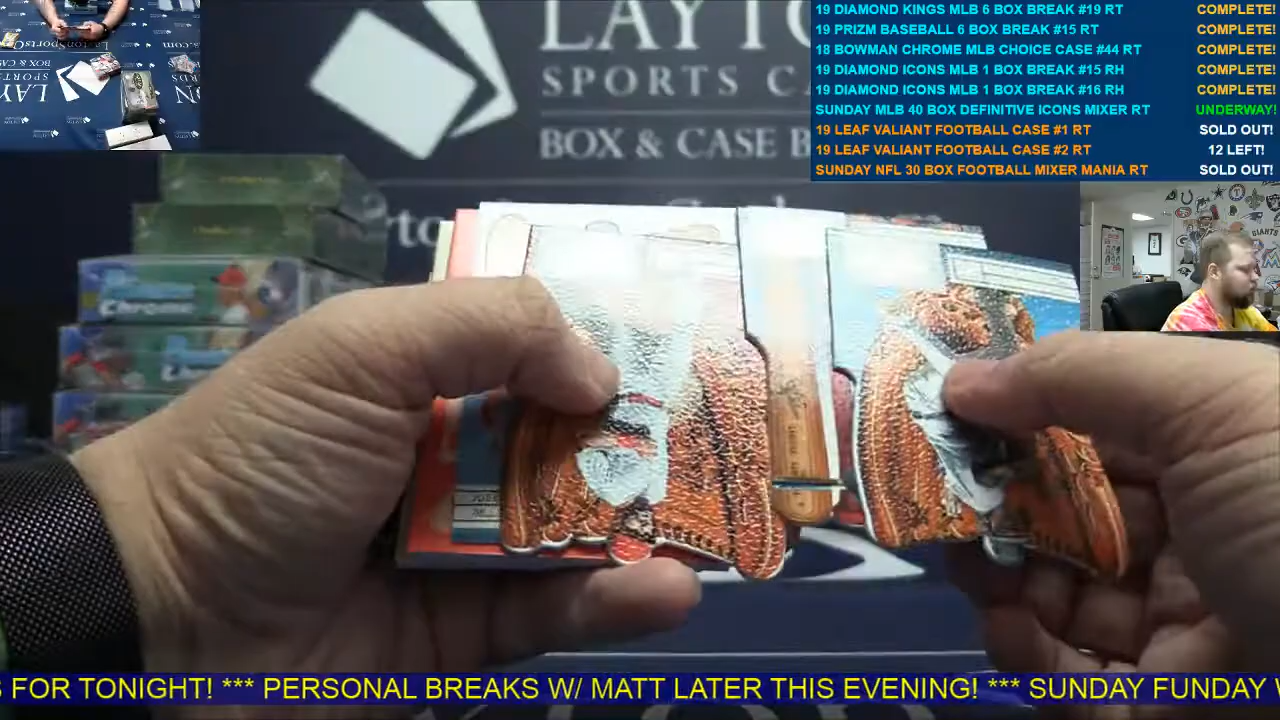 19 DIAMOND KINGS MLB 6 BOX BREAK #19 RT COMPLETE!
19 PRIZM BASEBALL 6 BOX BREAK #15 RT COMPLETE!
18 BOWMAN CHROME MLB CHOICE CASE #44 RT COMPLETE!
19 DIAMOND ICONS MLB 1 BOX BREAK #15 RH COMPLETE!
19 DIAMOND ICONS MLB 1 BOX BREAK #16 RH COMPLETE!
SUNDAY MLB 40 BOX DEFINITIVE ICONS MIXER RT UNDERWAY!
19 LEAF VALIANT FOOTBALL CASE #1 RT SOLD OUT!
19 LEAF VALIANT FOOTBALL CASE #2 RT 12 LEFT!
SUNDAY NFL 30 BOX FOOTBALL MIXER MANIA RT SOLD OUT!
LAYTO
SPORTS CA
BOX & CASE B
Chrome
GIANTS
S FOR TONIGHT! *** PERSONAL BREAKS W/ MATT LATER THIS EVENING! *** SUNDAY FUNDAY